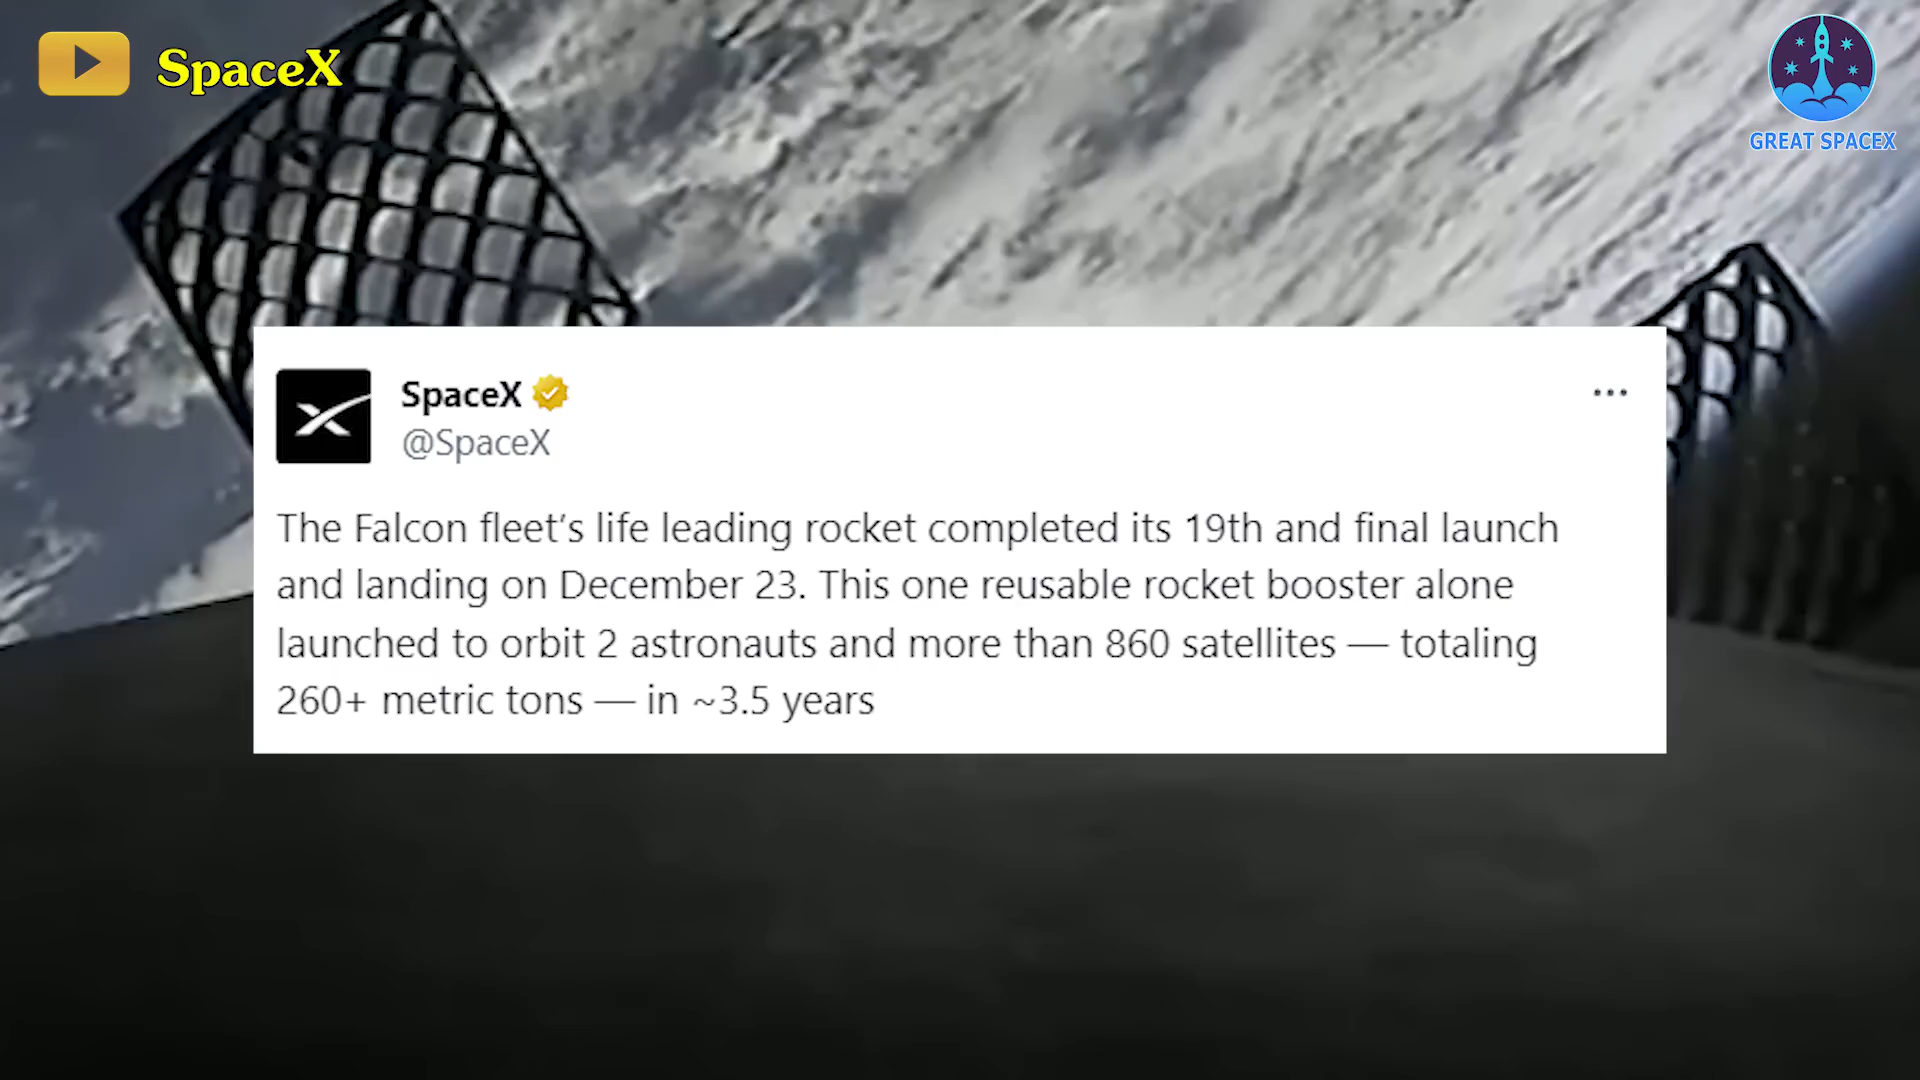 SpaceX
GREAT SPACEX
SpaceX
@SpaceX
The Falcon fleet’s life leading rocket completed its 19th and final launch
and landing on December 23. This one reusable rocket booster alone
launched to orbit 2 astronauts and more than 860 satellites — totaling
260+ metric tons — in ~3.5 years